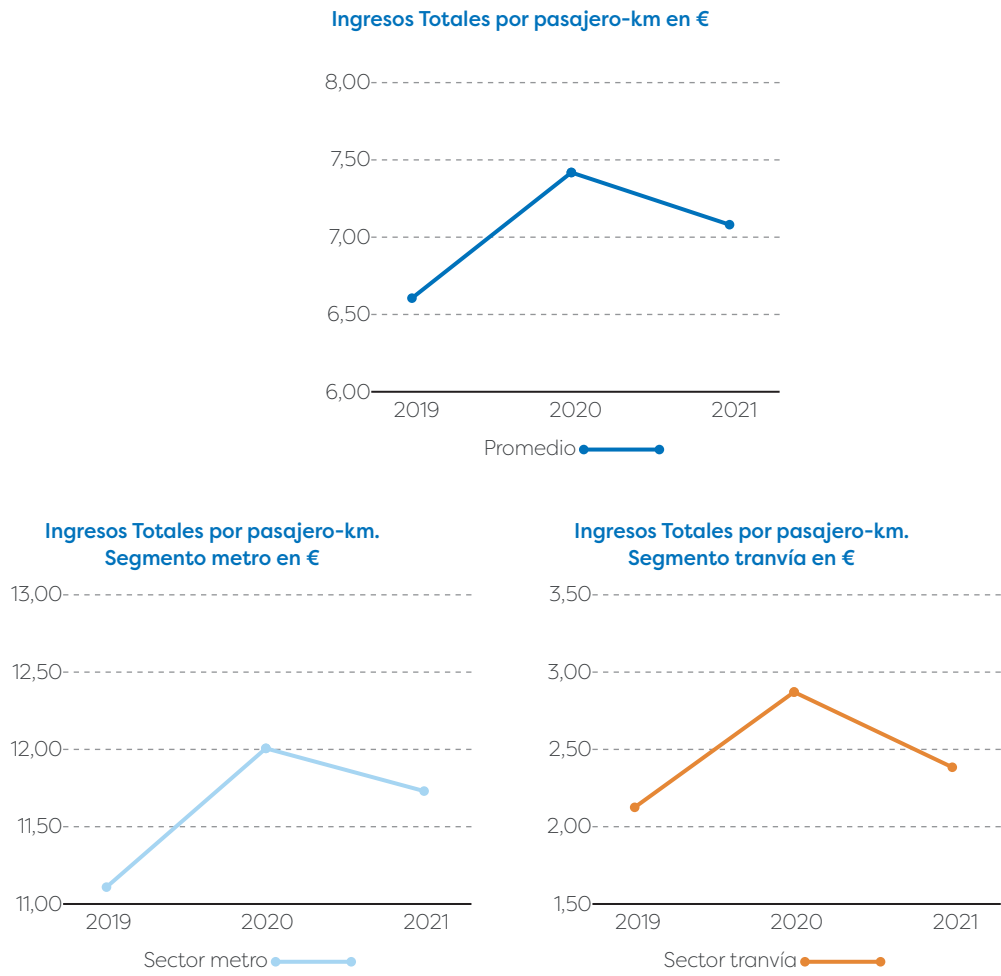 Ingresos Totales por pasajero-km en €
8,00
7,50
7,00
6,50
6,00
2019 2020 2021
Promedio
Ingresos Totales por pasajero-km.
Segmento metro en €
13,00
12,50
12,00
11,50
11,00
2019 2020 2021
Sector metro
Ingresos Totales por pasajero-km.
Segmento tranvía en €
3,50
3,00
2,50
2,00
1,50
2019 2020 2021
Sector tranvía